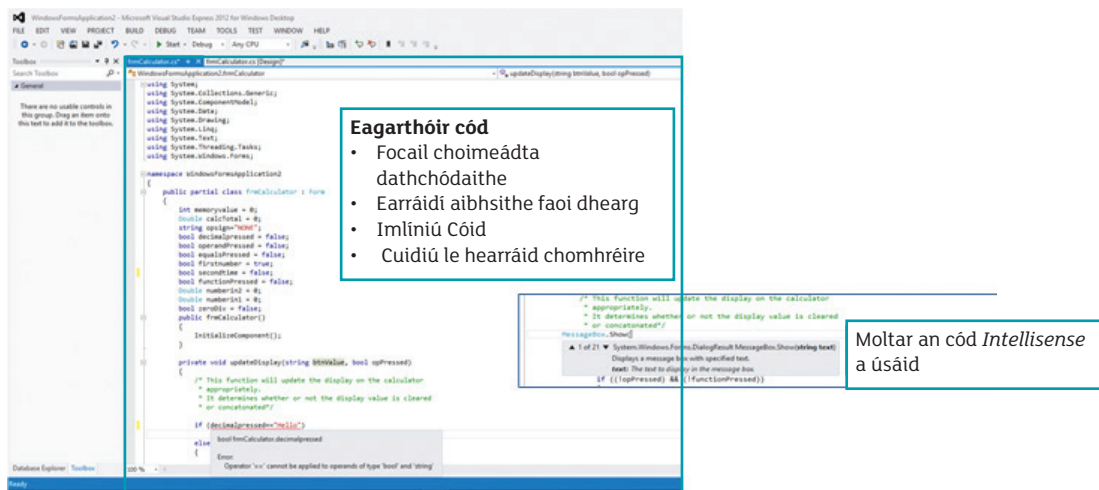 WindowsFormsApplication2 - Microsoft Visual Studio Express 2012 for Windows Desktop
FILE EDIT VIEW PROJECT BUILD DEBUG TEAM TOOLS TEST WINDOW HELP
Start - Debug - Any CPU
Toolbox
Search Toolbox
General
There are no usable controls in
this group. Drag an item onto
this text to add it to the toolbox.
frmCalculator.cs* frmCalculator.cs [Design]*
WindowsFormsApplication2.frmCalculator updateDisplay(string btnValue, bool opPressed)
using System;
using System.Collections.Generic;
using System.ComponentModel;
using System.Data;
using System.Drawing;
using System.Linq;
using System.Text;
using System.Threading.Tasks;
using System.Windows.Forms;
namespace WindowsFormsApplication2
{
public partial class frmCalculator : Form
{
int memoryvalue = 0;
Double calcTotal = 0;
string opsign="NONE";
bool decimalpressed = false;
bool operandPressed = false;
bool equalsPressed = false;
bool firstnumber = true;
bool secondtime = false;
bool functionPressed = false;
Double numberin2 = 0;
Double numberin1 = 0;
bool zeroDiv = false;
public frmCalculator()
{
InitializeComponent();
}
private void updateDisplay(string btnValue, bool opPressed)
{
/* This function will update the display on the calculator
* appropriately.
* It determines whether or not the display value is cleared
* or concatonated*/
if (decimalpressed=="Hello")
else
{
bool frmCalculator.decimalpressed
Error:
Operator '==' cannot be applied to operands of type 'bool' and 'string'
100 %
Database Explorer Toolbox
Ready
Eagarthóir cód
• Focail choimeádta
dathchódaithe
• Earráidí aibhsithe faoi dhearg
• Imlíniú Cóid
• Cuidiú le hearráid chomhréire
/* This function will update the display on the calculator
* appropriately.
* It determines whether or not the display value is cleared
* or concatonated*/
MessageBox.Show(
▲ 1 of 21 ▼ System.Windows.Forms.DialogResult MessageBox.Show(string text)
Displays a message box with specified text.
text: The text to display in the message box.
if ((!opPressed) && (!functionPressed))
Moltar an cód Intellisense
a úsáid